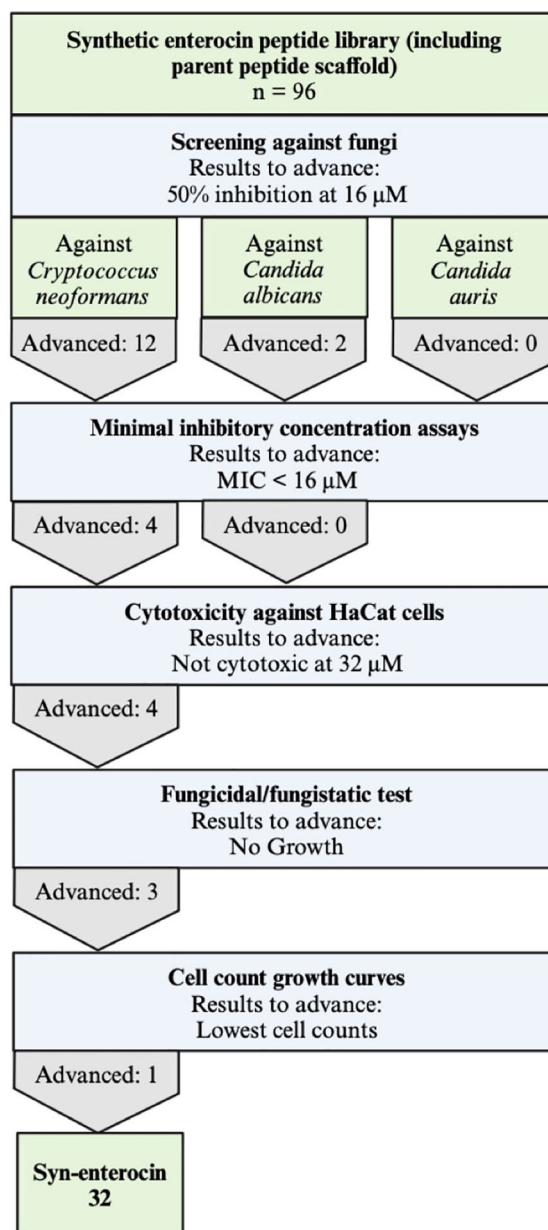 Synthetic enterocin peptide library (including
parent peptide scaffold)
n = 96
Screening against fungi
Results to advance:
50% inhibition at 16 µM
Against
Cryptococcus
neoformans
Against
Candida
albicans
Against
Candida
auris
Advanced: 12
Advanced: 2
Advanced: 0
Minimal inhibitory concentration assays
Results to advance:
MIC < 16 µM
Advanced: 4
Advanced: 0
Cytotoxicity against HaCat cells
Results to advance:
Not cytotoxic at 32 µM
Advanced: 4
Fungicidal/fungistatic test
Results to advance:
No Growth
Advanced: 3
Cell count growth curves
Results to advance:
Lowest cell counts
Advanced: 1
Syn-enterocin
32